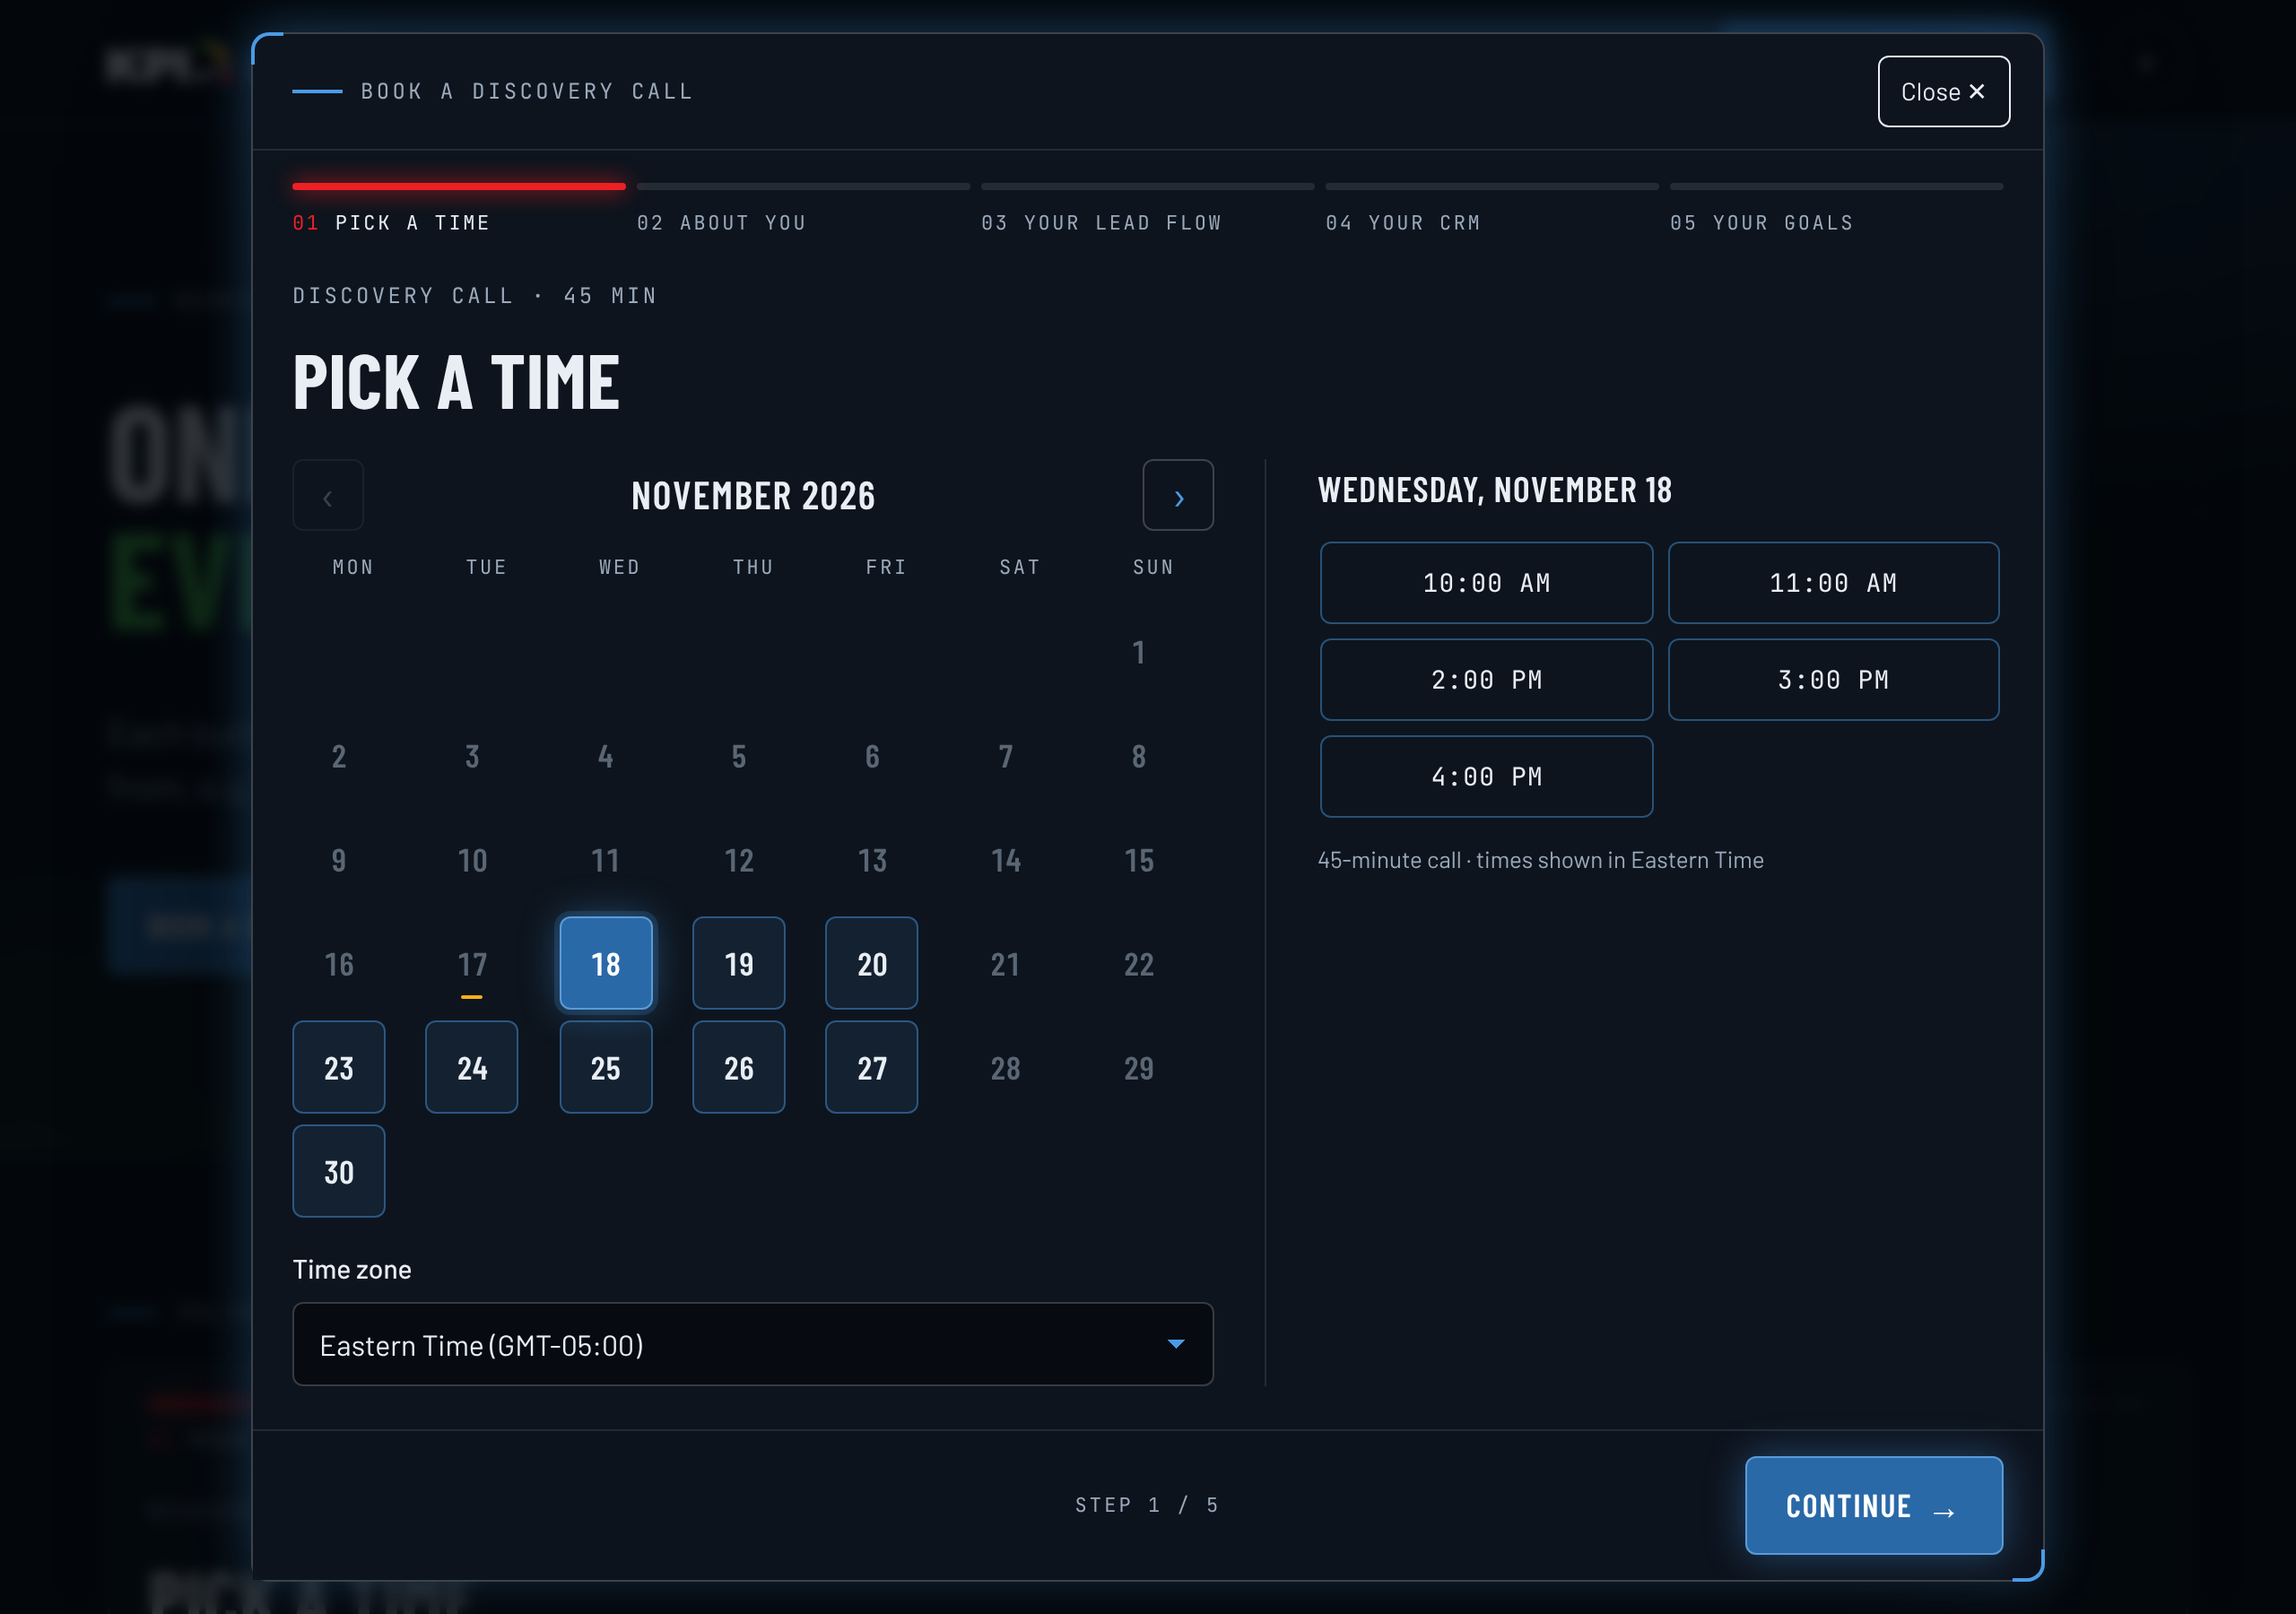 BOOK A DISCOVERY CALL
Close ✕
01 PICK A TIME
02 ABOUT YOU
03 YOUR LEAD FLOW
04 YOUR CRM
05 YOUR GOALS
DISCOVERY CALL · 45 MIN
PICK A TIME
‹ NOVEMBER 2026 ›
MON TUE WED THU FRI SAT SUN
1
2 3 4 5 6 7 8
9 10 11 12 13 14 15
16 17 18 19 20 21 22
23 24 25 26 27 28 29
30
Time zone
Eastern Time (GMT-05:00)
WEDNESDAY, NOVEMBER 18
10:00 AM 11:00 AM
2:00 PM 3:00 PM
4:00 PM
45-minute call · times shown in Eastern Time
STEP 1 / 5
CONTINUE →
KPI
PICK A TIME